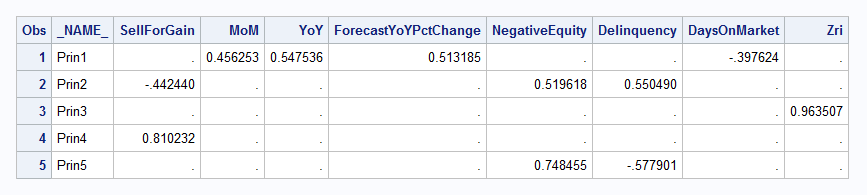 Obs _NAME_ SellForGain MoM YoY ForecastYoYPctChange NegativeEquity Delinquency DaysOnMarket Zri
1 Prin1 . 0.456253 0.547536 0.513185 . . -.397624 .
2 Prin2 -.442440 . . . 0.519618 0.550490 . .
3 Prin3 . . . . . . . 0.963507
4 Prin4 0.810232 . . . . . . .
5 Prin5 . . . . 0.748455 -.577901 . .